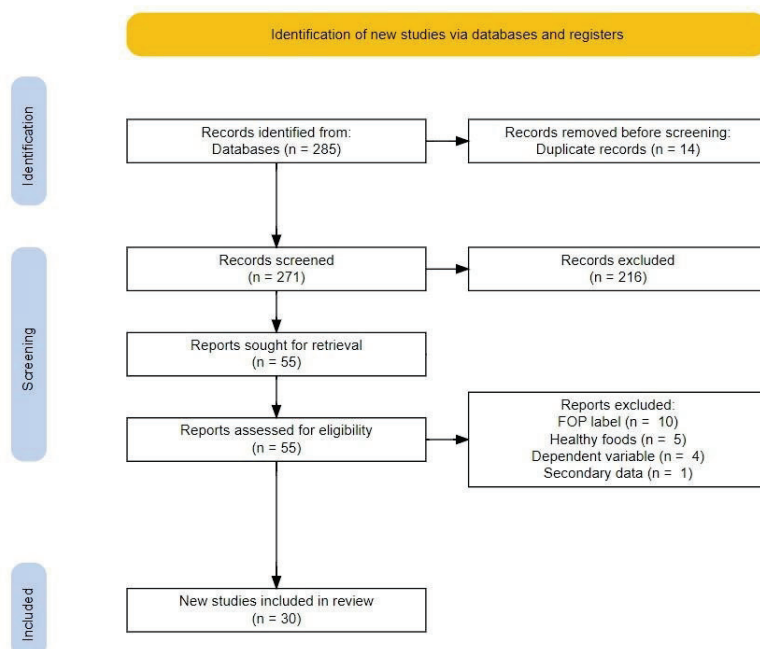 Identification of new studies via databases and registers
Identification
Records identified from:
Databases (n = 285)
Records removed before screening:
Duplicate records (n = 14)
Screening
Records screened
(n = 271)
Records excluded
(n = 216)
Reports sought for retrieval
(n = 55)
Reports assessed for eligibility
(n = 55)
Reports excluded:
FOP label (n = 10)
Healthy foods (n = 5)
Dependent variable (n = 4)
Secondary data (n = 1)
Included
New studies included in review
(n = 30)